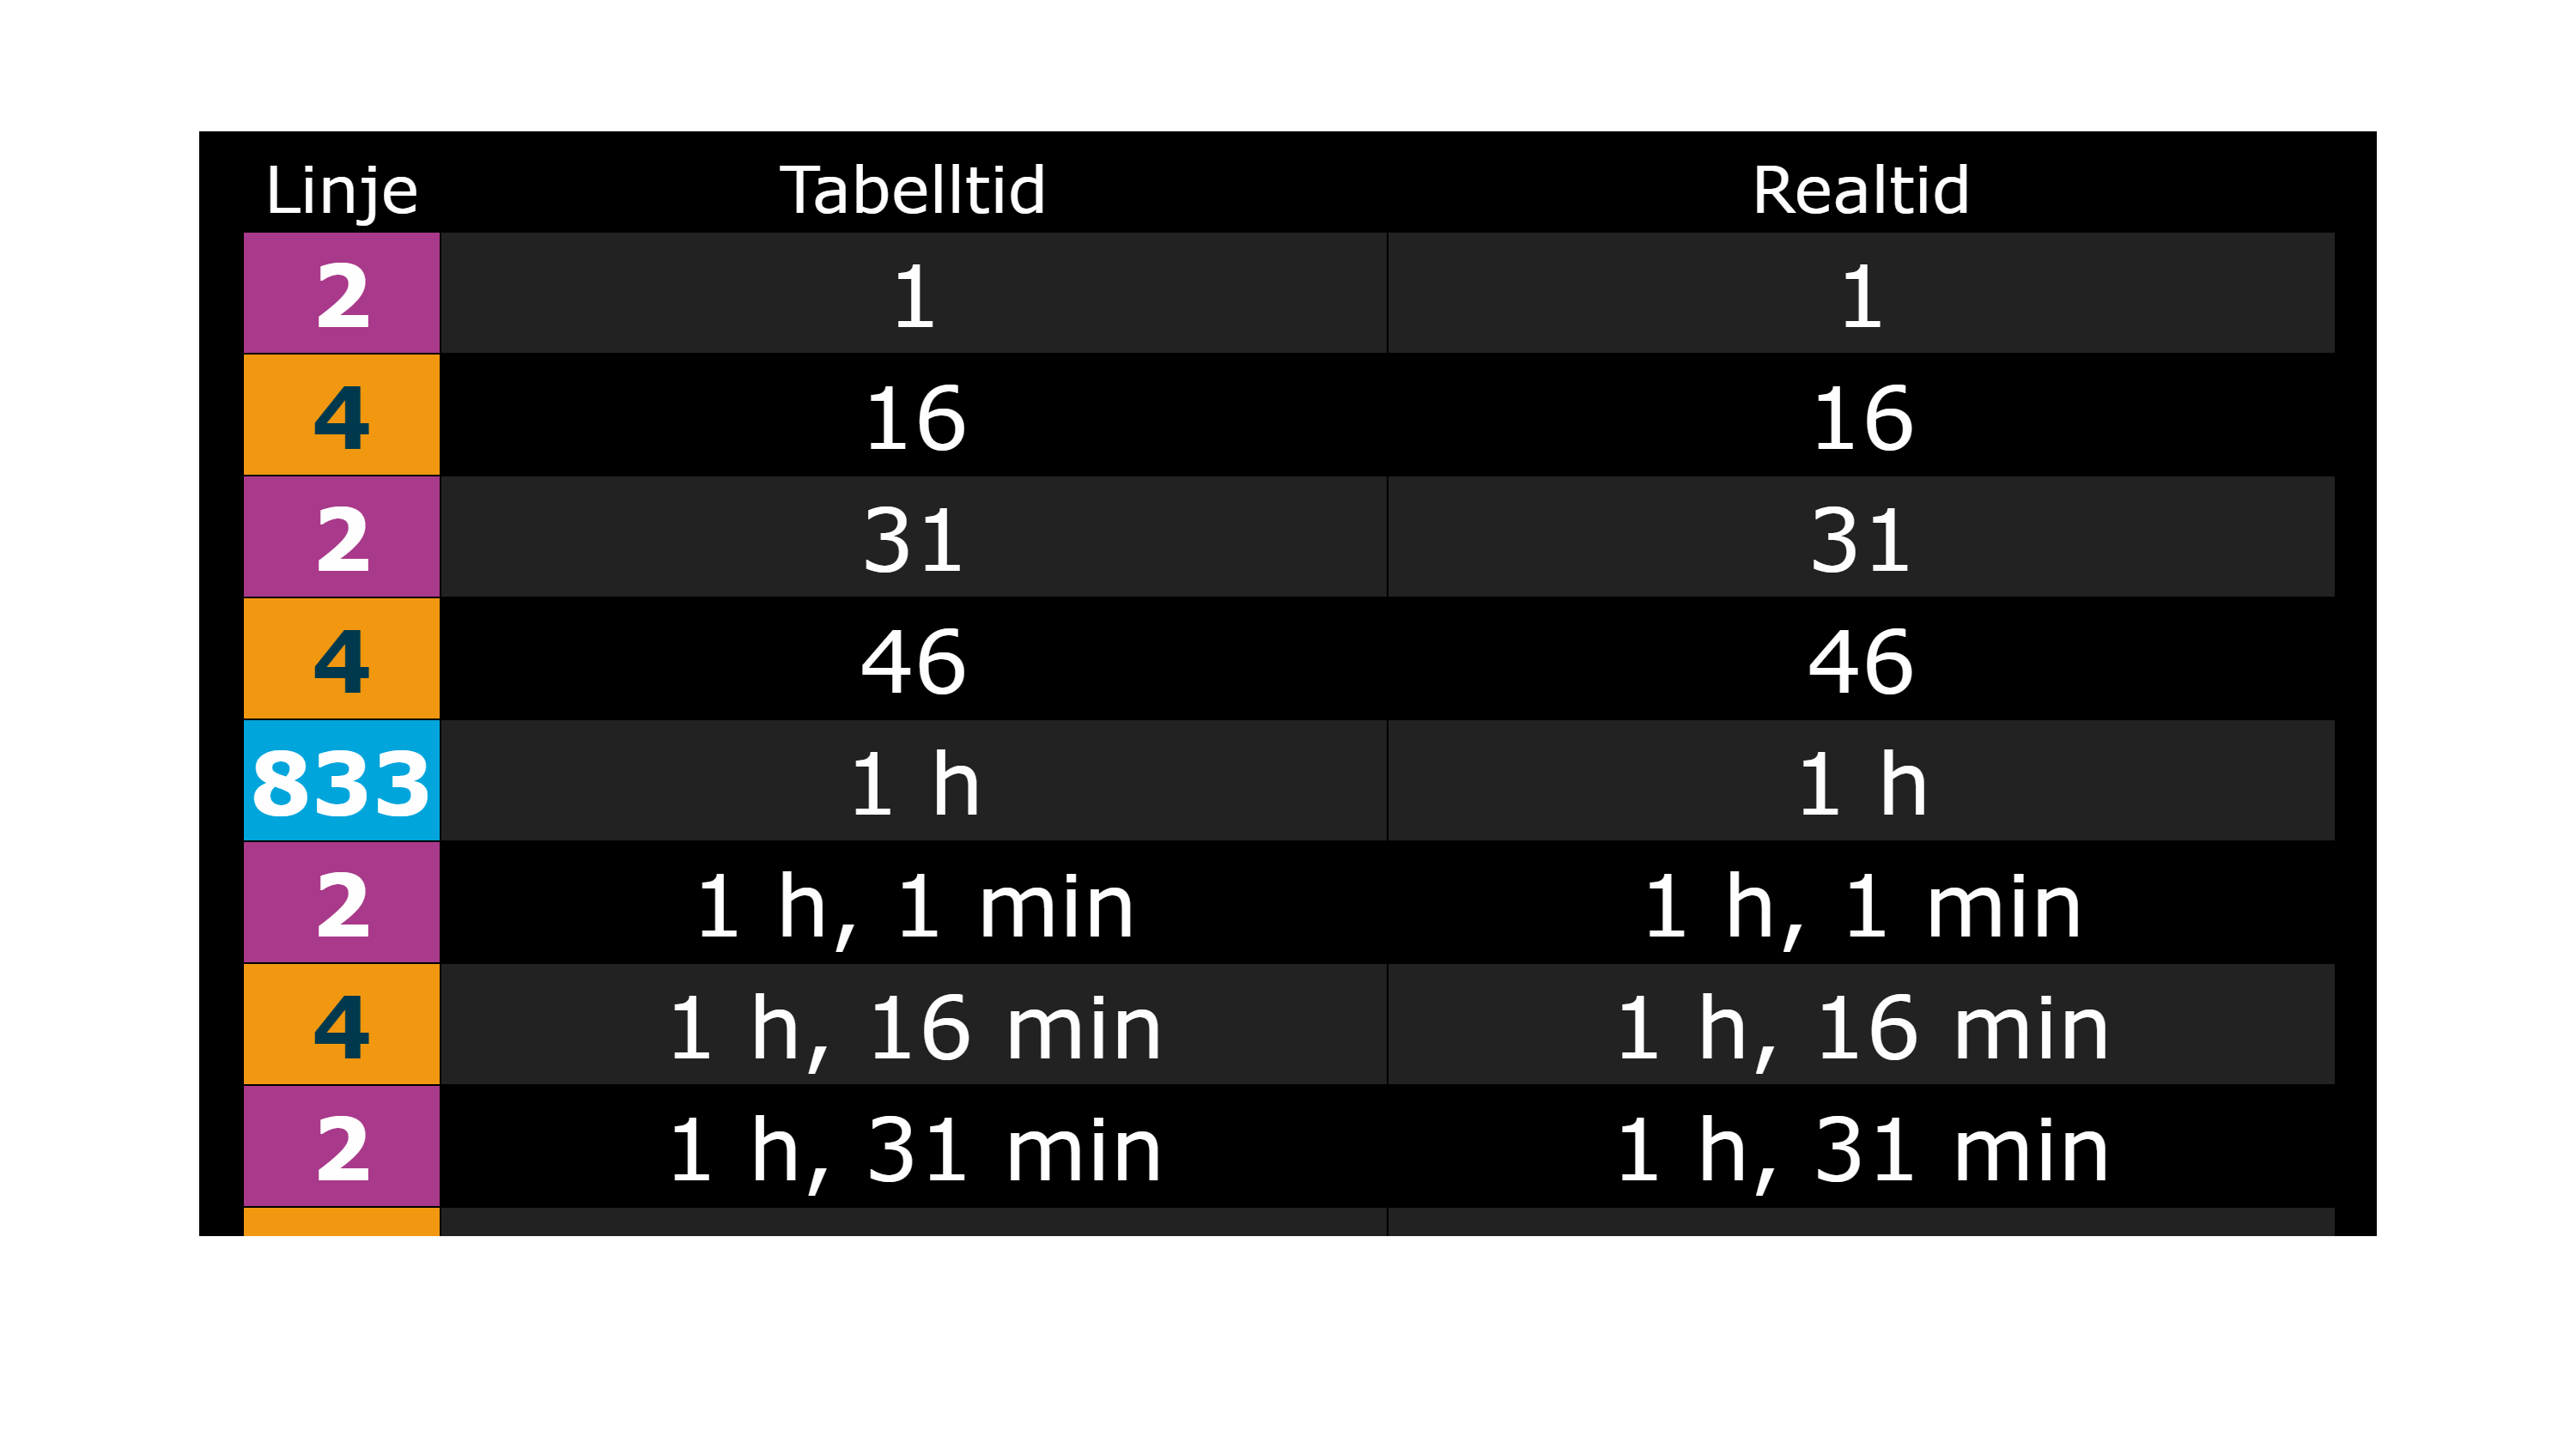 Linje Tabelltid Realtid
2 1 1
4 16 16
2 31 31
4 46 46
833 1 h 1 h
2 1 h, 1 min 1 h, 1 min
4 1 h, 16 min 1 h, 16 min
2 1 h, 31 min 1 h, 31 min